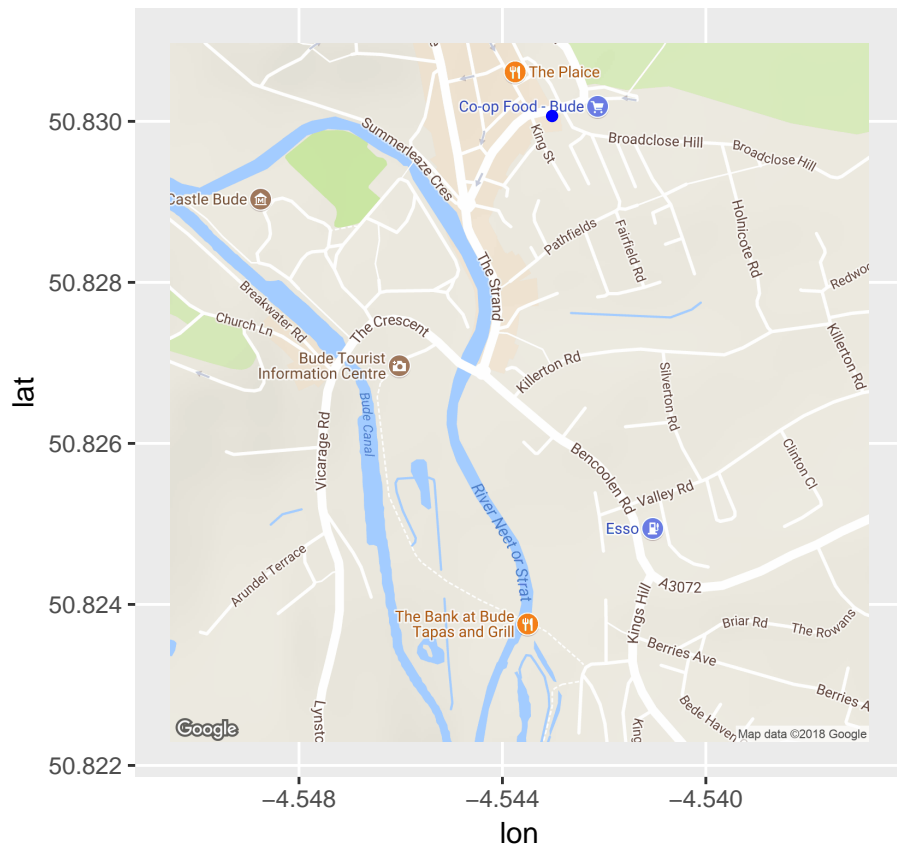 The Plaice
Co-op Food - Bude
50.830
King St
Broadclose Hill
Broadclose Hill
Summerleaze Cres
Castle Bude
Holnicote Rd
Pathfields
Fairfield Rd
50.828
The Strand
Redwoo
Breakwater Rd
Church Ln
The Crescent
Killerton Rd
Bude Tourist
Information Centre
Killerton Rd
Silverton Rd
lat
Bude Canal
50.826
Vicarage Rd
Bencoolen Rd
Clinton Cl
Valley Rd
River Neet or Strat
Esso
Arundel Terrace
A3072
50.824
The Bank at Bude
Tapas and Grill
Kings Hill
Briar Rd
The Rowans
Berries Ave
Berries A
Bede Haven
Lynsto
King
Google
Map data ©2018 Google
50.822
−4.548
−4.544
−4.540
lon